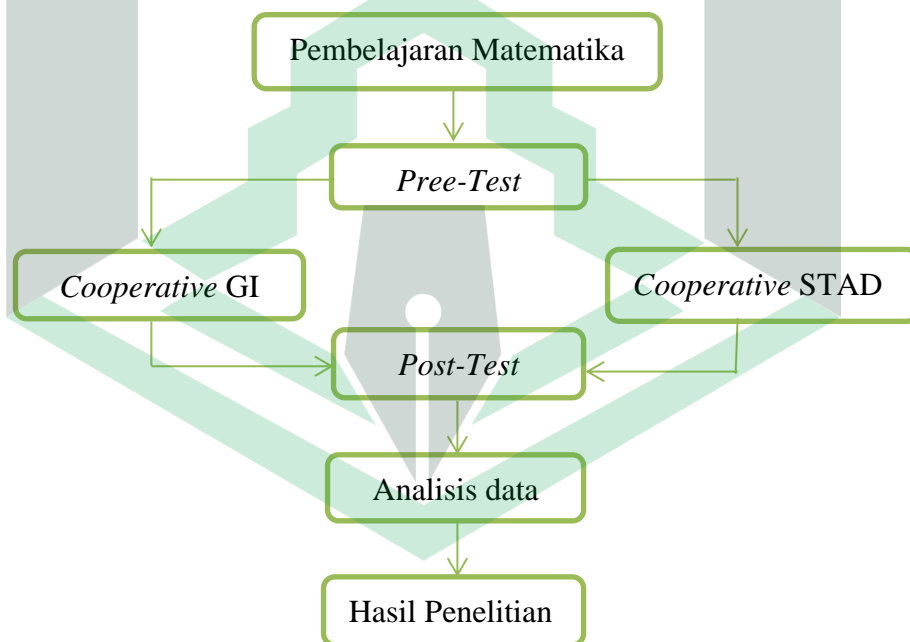 Pembelajaran Matematika
Pree-Test
Cooperative GI
Cooperative STAD
Post-Test
Analisis data
Hasil Penelitian